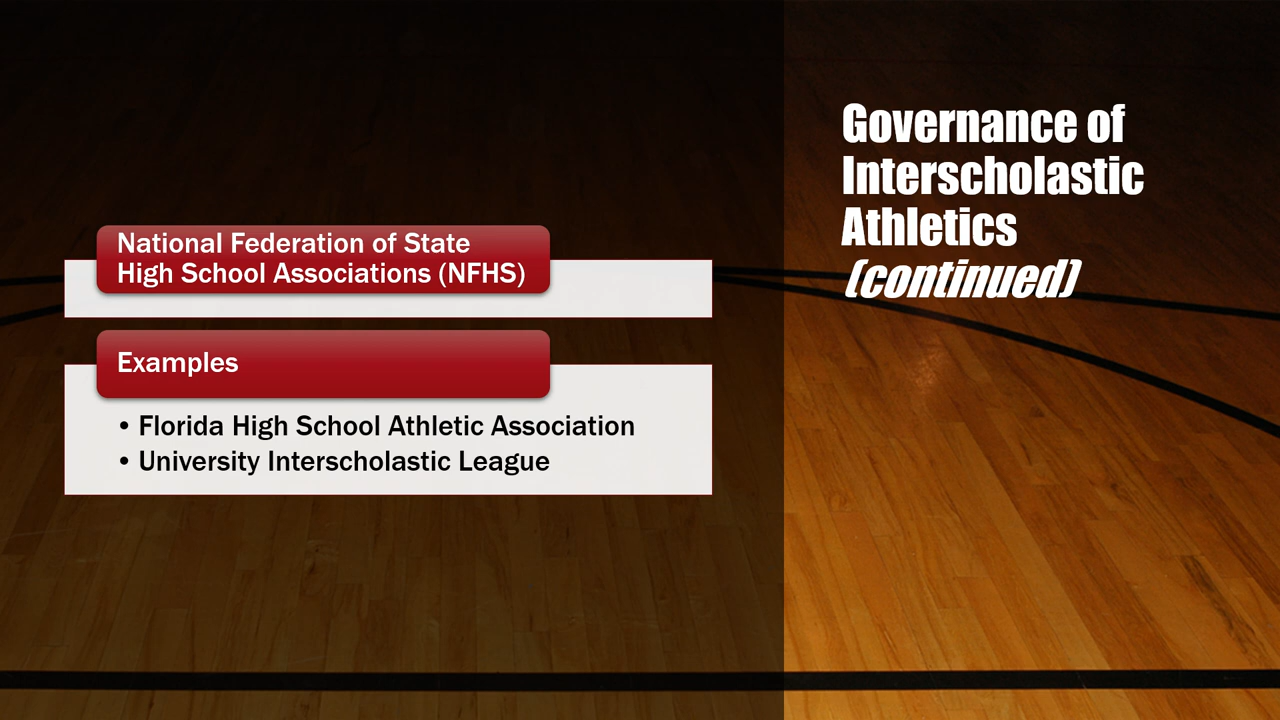 Governance of
Interscholastic
Athletics
(continued)
National Federation of State
High School Associations (NFHS)
Examples
• Florida High School Athletic Association
• University Interscholastic League